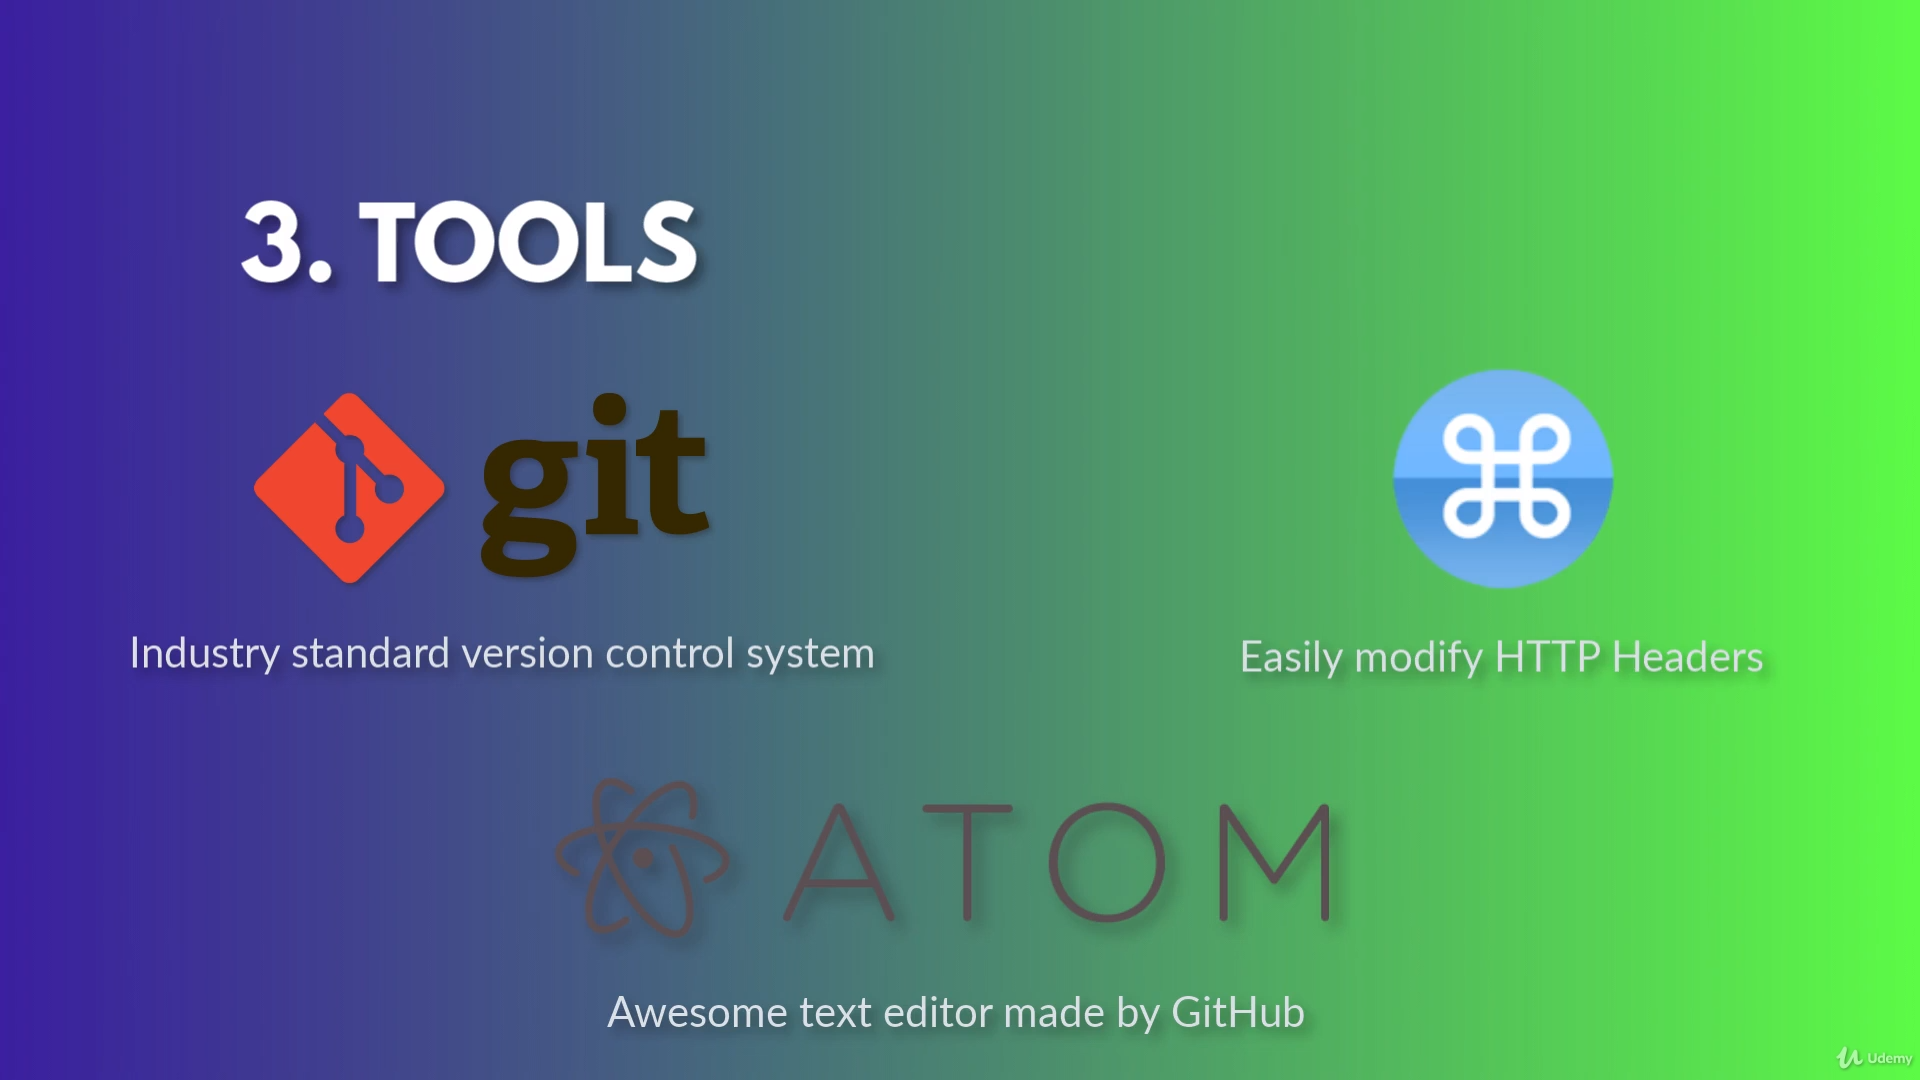 3. TOOLS
git
Industry standard version control system
Easily modify HTTP Headers
ATOM
Awesome text editor made by GitHub
Udemy